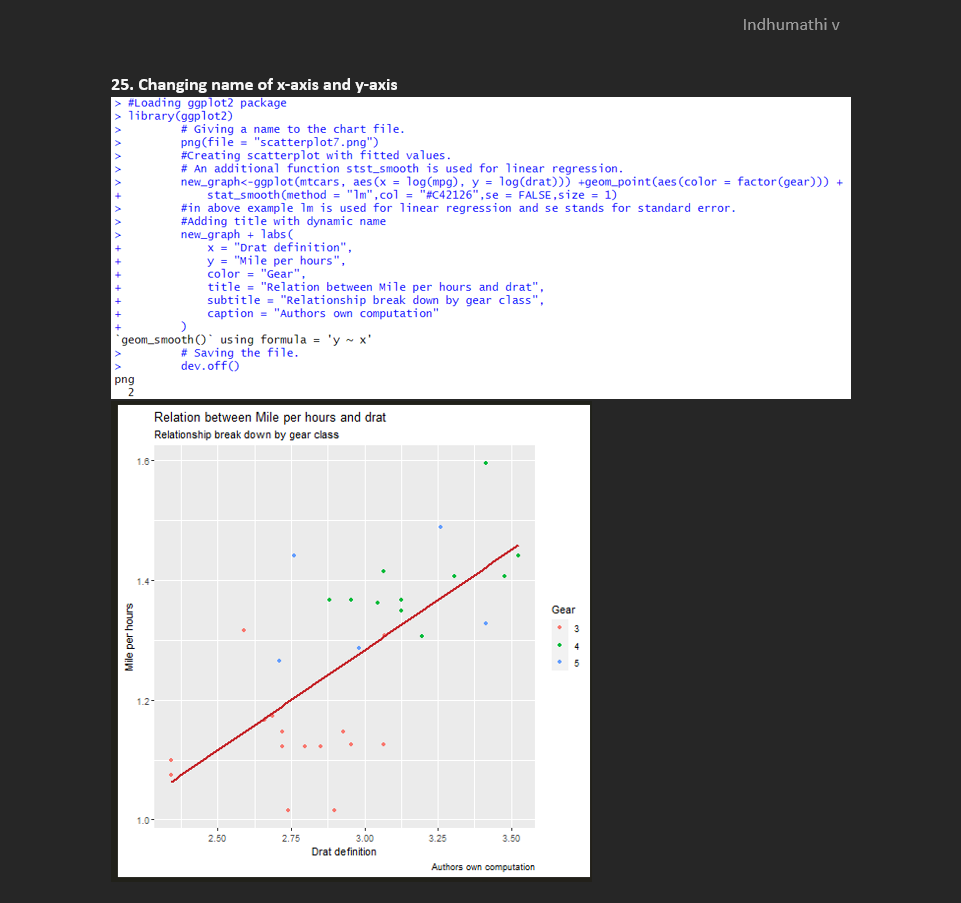 Indhumathi v
25. Changing name of x-axis and y-axis
> #Loading ggplot2 package
> library(ggplot2)
> # Giving a name to the chart file.
> png(file = "scatterplot7.png")
> #Creating scatterplot with fitted values.
> # An additional function stst_smooth is used for linear regression.
> new_graph<-ggplot(mtcars, aes(x = log(mpg), y = log(drat))) +geom_point(aes(color = factor(gear))) +
+ stat_smooth(method = "lm",col = "#C42126",se = FALSE,size = 1)
> #in above example lm is used for linear regression and se stands for standard error.
> #Adding title with dynamic name
> new_graph + labs(
+ x = "Drat definition",
+ y = "Mile per hours",
+ color = "Gear",
+ title = "Relation between Mile per hours and drat",
+ subtitle = "Relationship break down by gear class",
+ caption = "Authors own computation"
+ )
`geom_smooth()` using formula = 'y ~ x'
> # Saving the file.
> dev.off()
png
2
Relation between Mile per hours and drat
Relationship break down by gear class
1.6
1.4
1.2
1.0
Mile per hours
2.50 2.75 3.00 3.25 3.50
Drat definition
Authors own computation
Gear
3
4
5